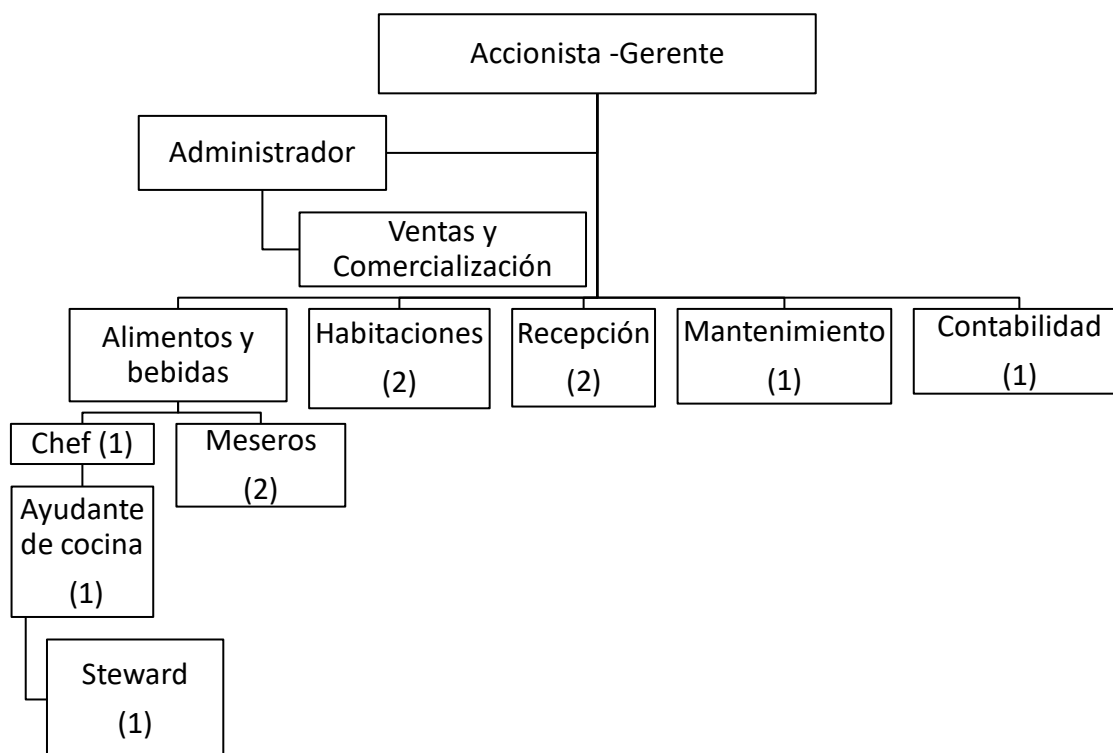 Accionista -Gerente
Administrador
Ventas y
Comercialización
Alimentos y
bebidas
Habitaciones
(2)
Recepción
(2)
Mantenimiento
(1)
Contabilidad
(1)
Chef (1)
Meseros
(2)
Ayudante
de cocina
(1)
Steward
(1)